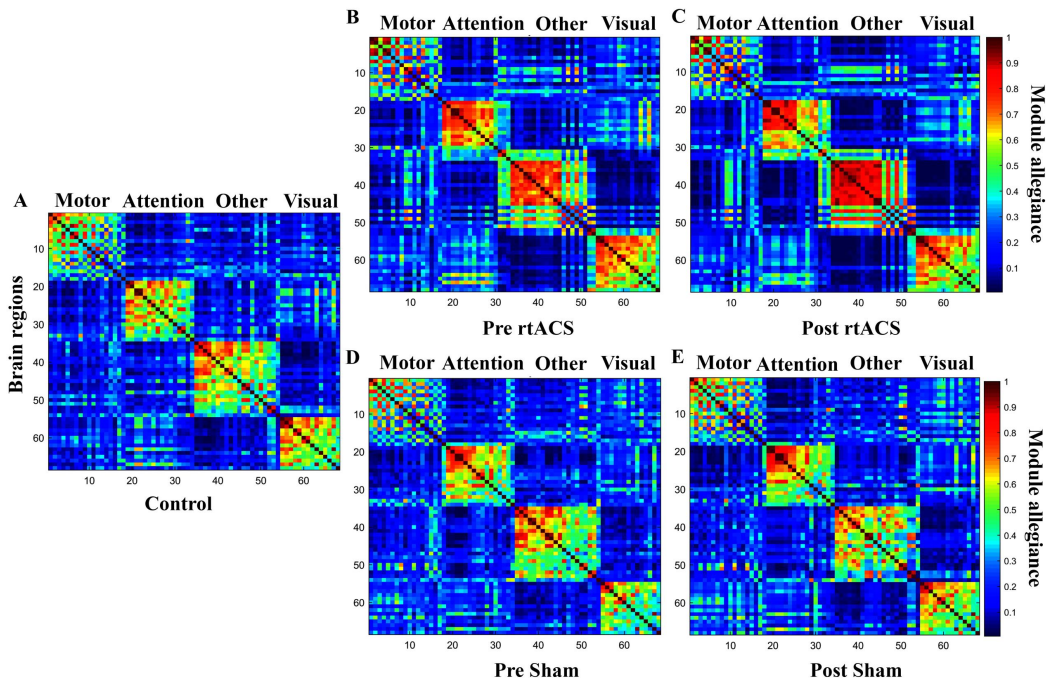 B Motor Attention Other Visual
C Motor Attention Other Visual
10
20
30
40
50
60
10 20 30 40 50 60
Pre rtACS
10 20 30 40 50 60
Post rtACS
1
0.9
0.8
0.7
0.6
0.5
0.4
0.3
0.2
0.1
Module allegiance
A Motor Attention Other Visual
Brain regions
10
20
30
40
50
60
10 20 30 40 50 60
Control
D Motor Attention Other Visual
E Motor Attention Other Visual
10
20
30
40
50
60
10
20
30
40
50
60
10 20 30 40 50 60
Pre Sham
10 20 30 40 50 60
Post Sham
1
0.9
0.8
0.7
0.6
0.5
0.4
0.3
0.2
0.1
Module allegiance
10
20
30
40
50
60